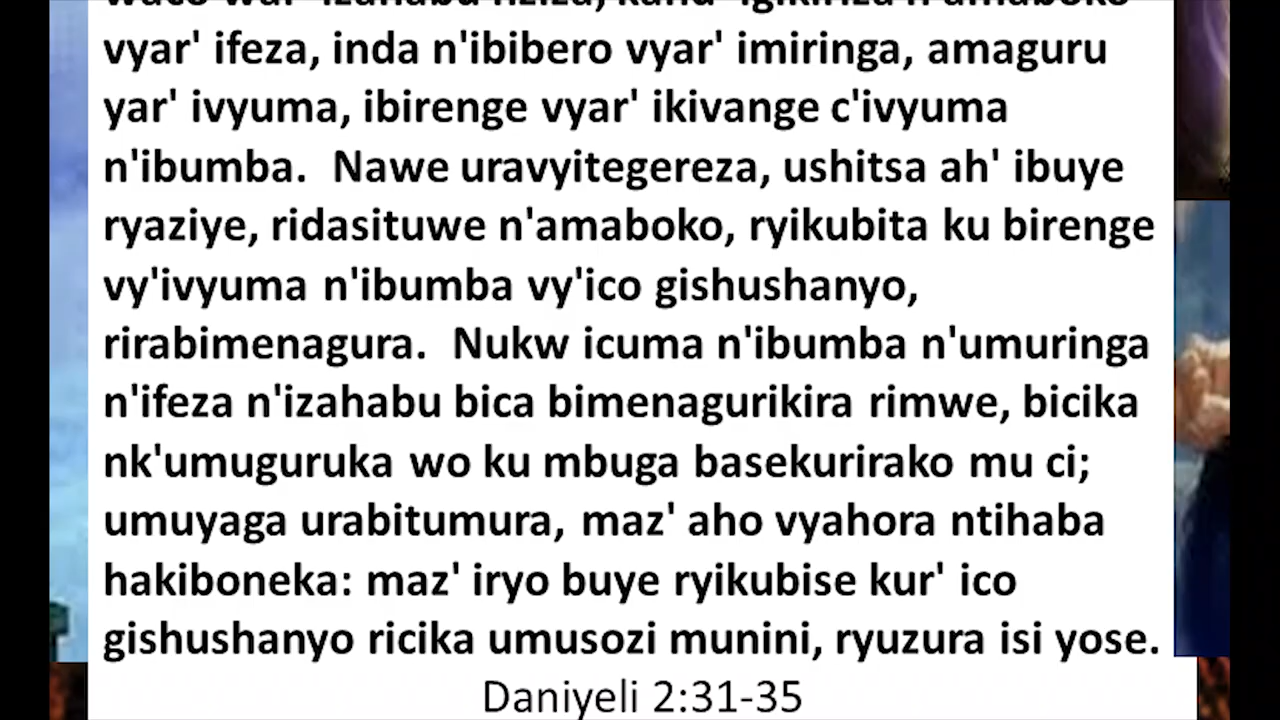 vyar' ifeza, inda n'ibibero vyar' imiringa, amaguru
yar' ivyuma, ibirenge vyar' ikivange c'ivyuma
n'ibumba.  Nawe uravyitegereza, ushitsa ah' ibuye
ryaziye, ridasituwe n'amaboko, ryikubita ku birenge
vy'ivyuma n'ibumba vy'ico gishushanyo,
rirabimenagura.  Nukw icuma n'ibumba n'umuringa
n'ifeza n'izahabu bica bimenagurikira rimwe, bicika
nk'umuguruka wo ku mbuga basekurirako mu ci;
umuyaga urabitumura, maz' aho vyahora ntihaba
hakiboneka: maz' iryo buye ryikubise kur' ico
gishushanyo ricika umusozi munini, ryuzura isi yose.
Daniyeli 2:31-35